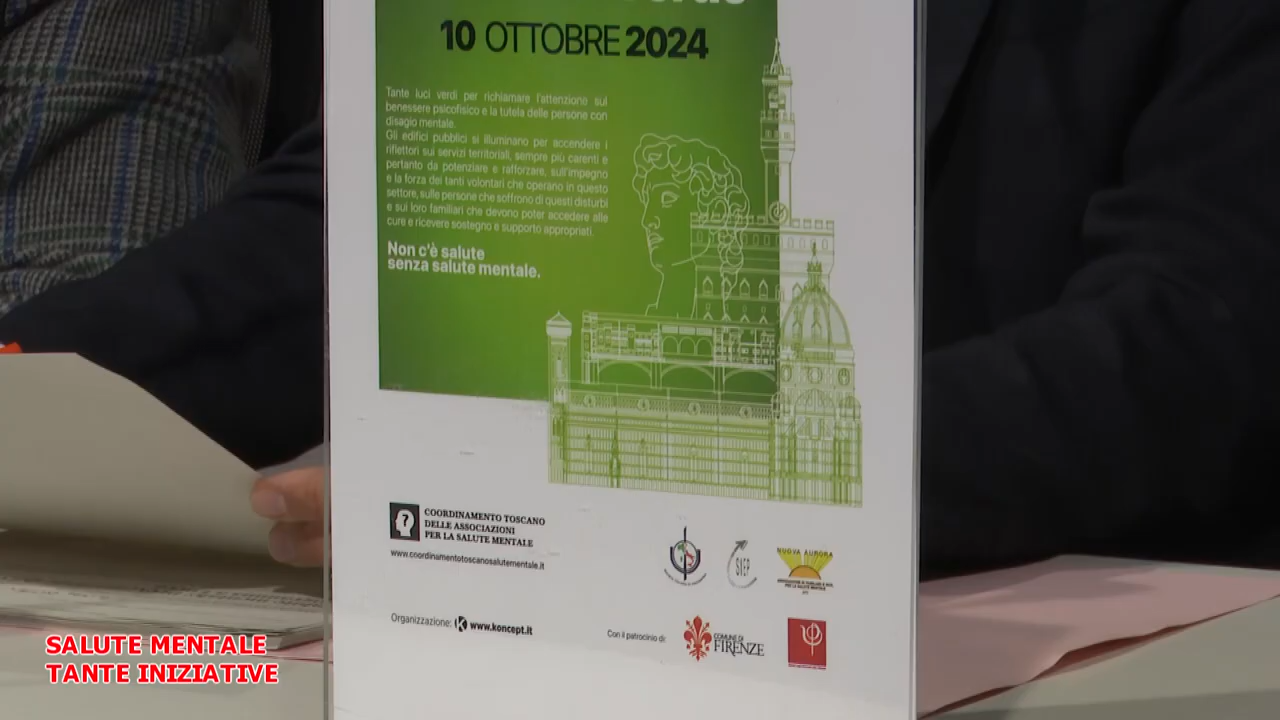 10 OTTOBRE 2024
Tante luci verdi per richiamare l'attenzione sul
benessere psicofisico e la tutela delle persone con
disagio mentale.
Gli edifici pubblici si illuminano per accendere i
riflettori sui servizi territoriali, sempre più carenti e
pertanto da potenziare e rafforzare, sull'impegno
e la forza dei tanti volontari che operano in questo
settore, sulle persone che soffrono di questi disturbi
e sui loro familiari che devono poter accedere alle
cure e ricevere sostegno e supporto appropriati.
Non c'è salute
senza salute mentale.
?
COORDINAMENTO TOSCANO
DELLE ASSOCIAZIONI
PER LA SALUTE MENTALE
www.coordinamentotoscanosalutementale.it
SVEP
NUOVA AURORA
Organizzazione: K www.koncept.it
Con il patrocinio di:
COMUNE DI
FIRENZE
SALUTE MENTALE
TANTE INIZIATIVE